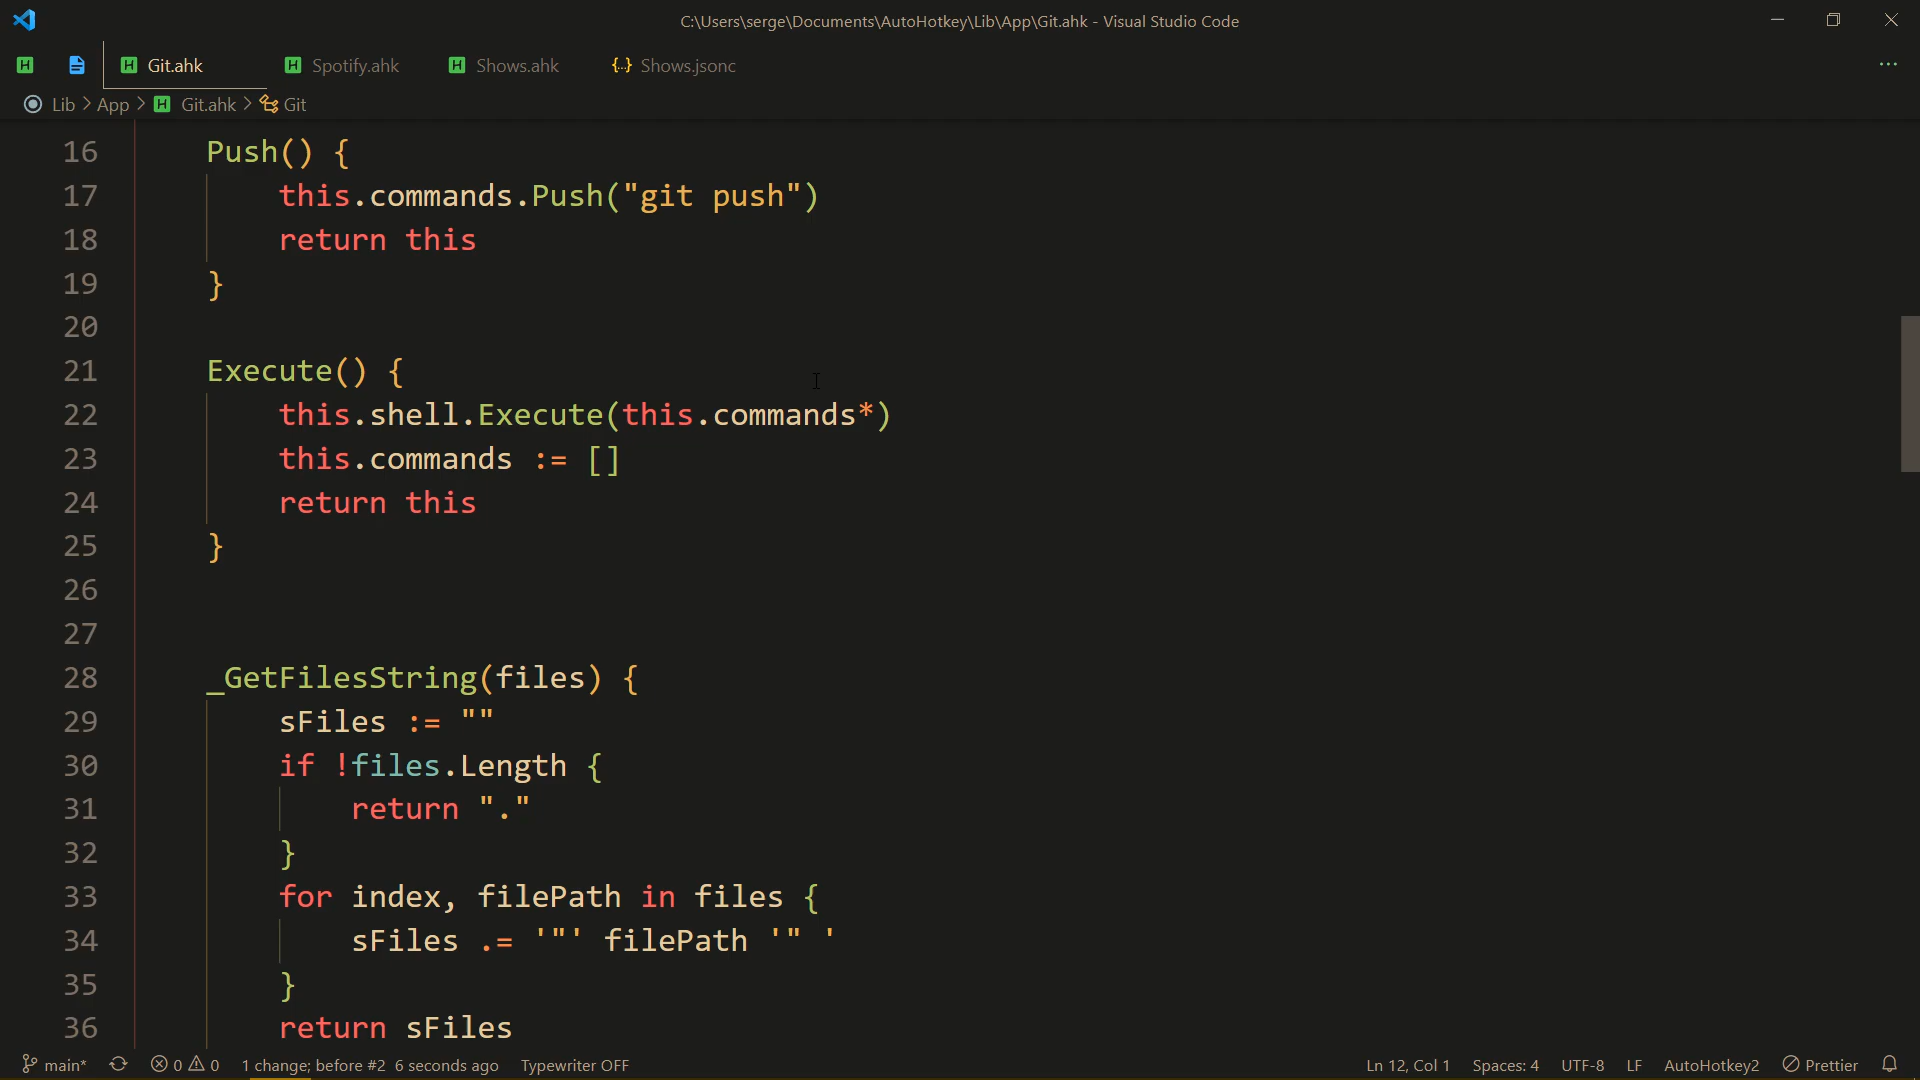 C:\Users\serge\Documents\AutoHotkey\Lib\App\Git.ahk - Visual Studio Code
H Git.ahk H Spotify.ahk H Shows.ahk {..} Shows.jsonc ...
Lib > App > H Git.ahk > Git
16 Push() {
17 this.commands.Push("git push")
18 return this
19 }
20
21 Execute() {
22 this.shell.Execute(this.commands*)
23 this.commands := []
24 return this
25 }
26
27
28 _GetFilesString(files) {
29 sFiles := ""
30 if !files.Length {
31 return "."
32 }
33 for index, filePath in files {
34 sFiles .= '"' filePath '" '
35 }
36 return sFiles
main* 0 0 1 change; before #2 6 seconds ago Typewriter OFF Ln 12, Col 1 Spaces: 4 UTF-8 LF AutoHotkey2 Prettier